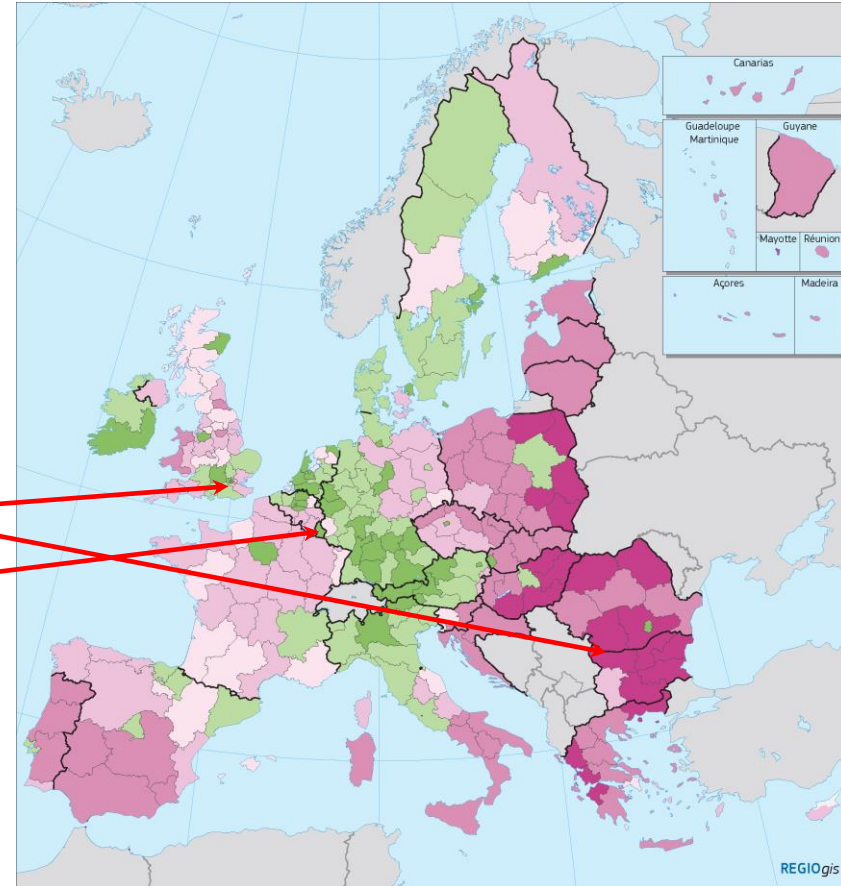 Canarias
Guadeloupe
Martinique
Guyane
Mayotte
Réunion
Açores
Madeira
REGIOgis